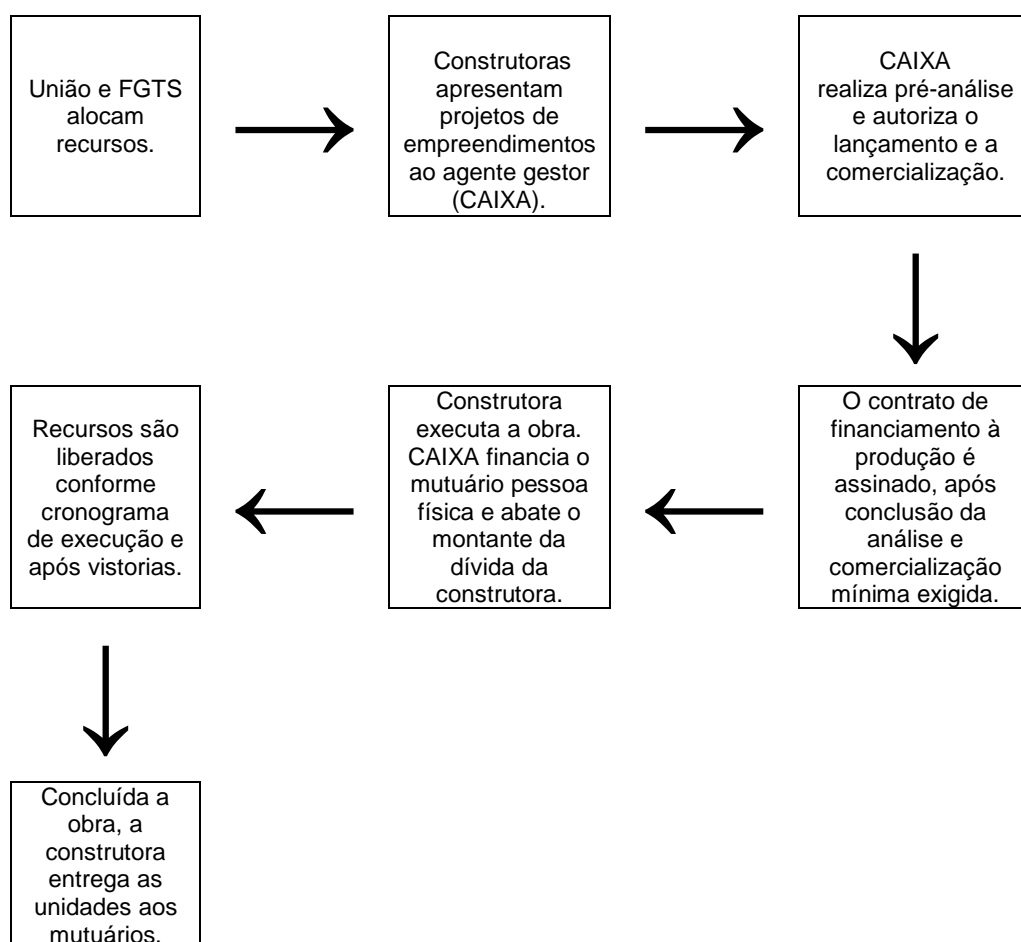 União e FGTS
alocam
recursos.
Construtoras
apresentam
projetos de
empreendimentos
ao agente gestor
(CAIXA).
CAIXA
realiza pré-análise
e autoriza o
lançamento e a
comercialização.
O contrato de
financiamento à
produção é
assinado, após
conclusão da
análise e
comercialização
mínima exigida.
Construtora
executa a obra.
CAIXA financia o
mutuário pessoa
física e abate o
montante da
dívida da
construtora.
Recursos são
liberados
conforme
cronograma
de execução e
após vistorias.
Concluída a
obra, a
construtora
entrega as
unidades aos
mutuários.